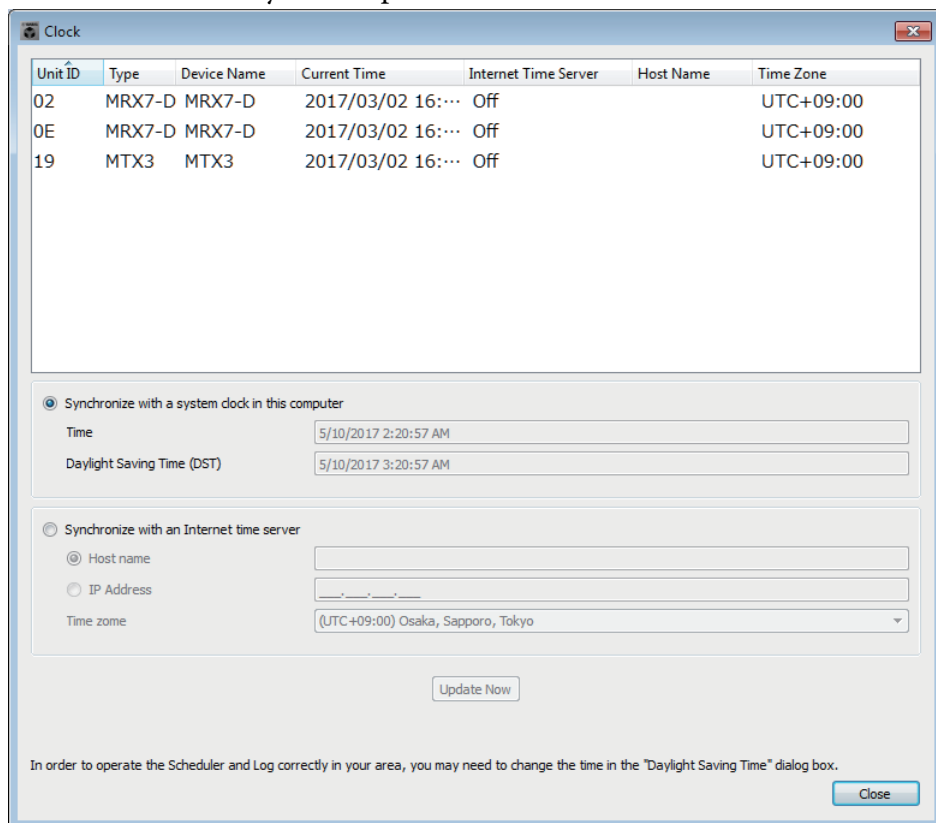 Clock
Unit ID Type Device Name Current Time Internet Time Server Host Name Time Zone
02 MRX7-D MRX7-D 2017/03/02 16:··· Off UTC+09:00
0E MRX7-D MRX7-D 2017/03/02 16:··· Off UTC+09:00
19 MTX3 MTX3 2017/03/02 16:··· Off UTC+09:00
Synchronize with a system clock in this computer
Time 5/10/2017 2:20:57 AM
Daylight Saving Time (DST) 5/10/2017 3:20:57 AM
Synchronize with an Internet time server
Host name
IP Address ___.___.___.___
Time zome (UTC+09:00) Osaka, Sapporo, Tokyo
Update Now
In order to operate the Scheduler and Log correctly in your area, you may need to change the time in the "Daylight Saving Time" dialog box.
Close